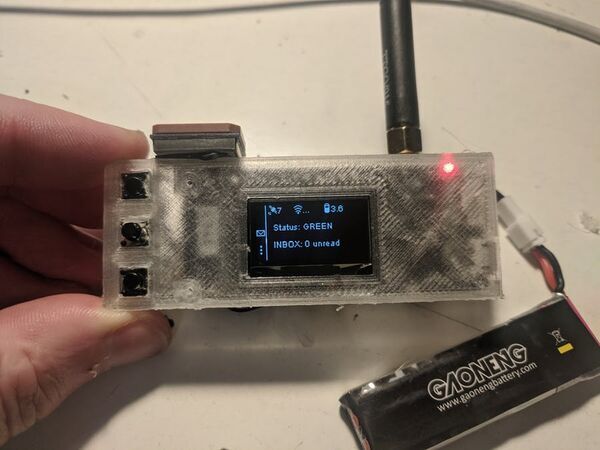 7 ... 3.6
Status: GREEN
INBOX: 0 unread
GAONENG
www.gaonengbattery.com